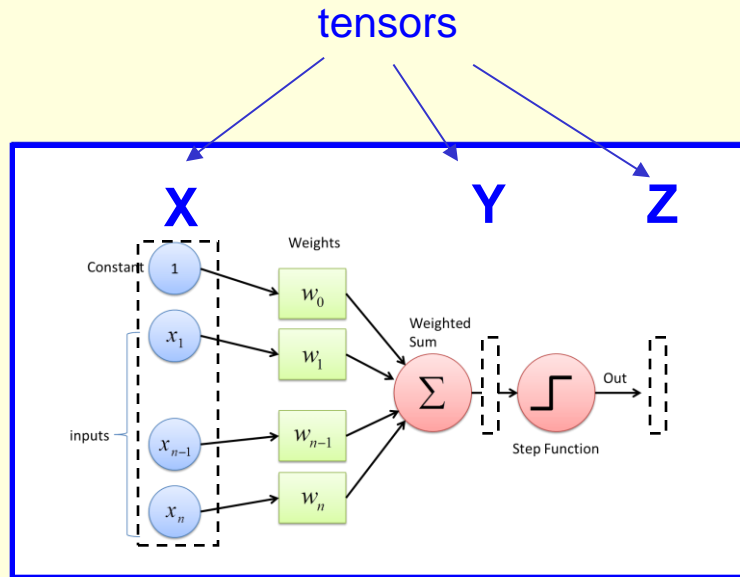 tensors
X Y Z
Weights
Constant 1
w₀
x₁
w₁
Weighted
Sum
Σ
Out
inputs
xₙ₋₁
wₙ₋₁
Step Function
xₙ
wₙ